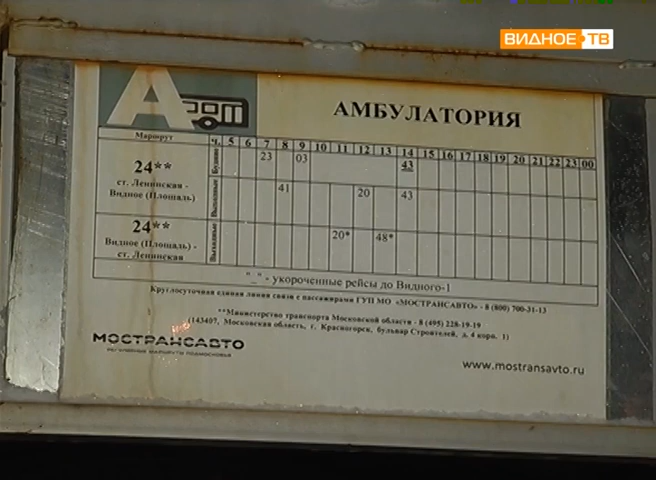 ВИДНОЕ ТВ
А
АМБУЛАТОРИЯ
Маршрут Ч. 5 6 7 8 9 10 11 12 13 14 15 16 17 18 19 20 21 22 23 00
24** Будние 23 03 43
ст. Ленинская -
Видное (Площадь) Выходные 41 20 43
24** Выходные 20* 48*
Видное (Площадь) -
ст. Ленинская
"_" - укороченные рейсы до Видного-1
Круглосуточная единая линия связи с пассажирами ГУП МО «МОСТРАНСАВТО» - 8 (800) 700-31-13
**Министерство транспорта Московской области - 8 (495) 228-19-19
(143407, Московская область, г. Красногорск, бульвар Строителей, д. 4 корп. 1)
МОСТРАНСАВТО
РЕГУЛЯРНЫЕ МАРШРУТЫ ПОДМОСКОВЬЯ
www.mostransavto.ru